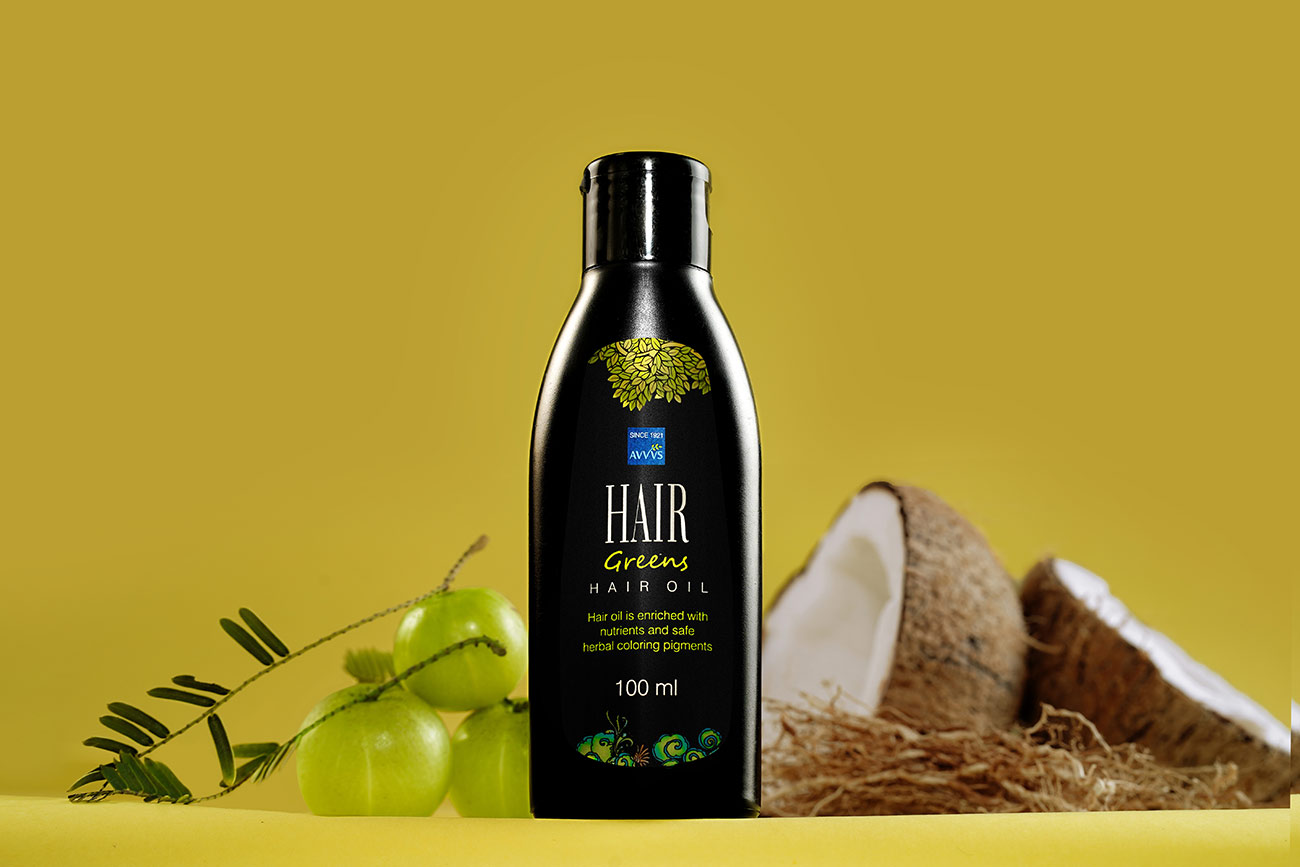 SINCE 1921
AVVVS
HAIR
Greens
HAIR OIL
Hair oil is enriched with
nutrients and safe
herbal coloring pigments
100 ml